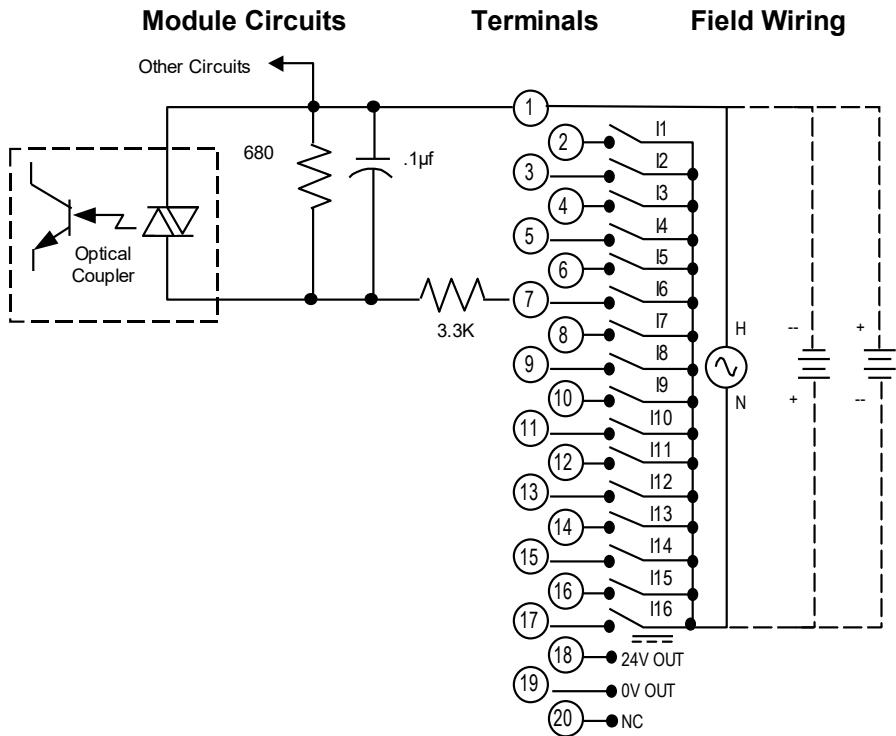 Module Circuits
Terminals
Field Wiring
Other Circuits
680
.1µf
Optical
Coupler
3.3K
1
2
I1
3
I2
4
I3
5
I4
6
I5
7
I6
8
I7
9
I8
10
I9
11
I10
12
I11
13
I12
14
I13
15
I14
16
I15
17
I16
18
24V OUT
19
0V OUT
20
NC
H
N
--
+
+
--